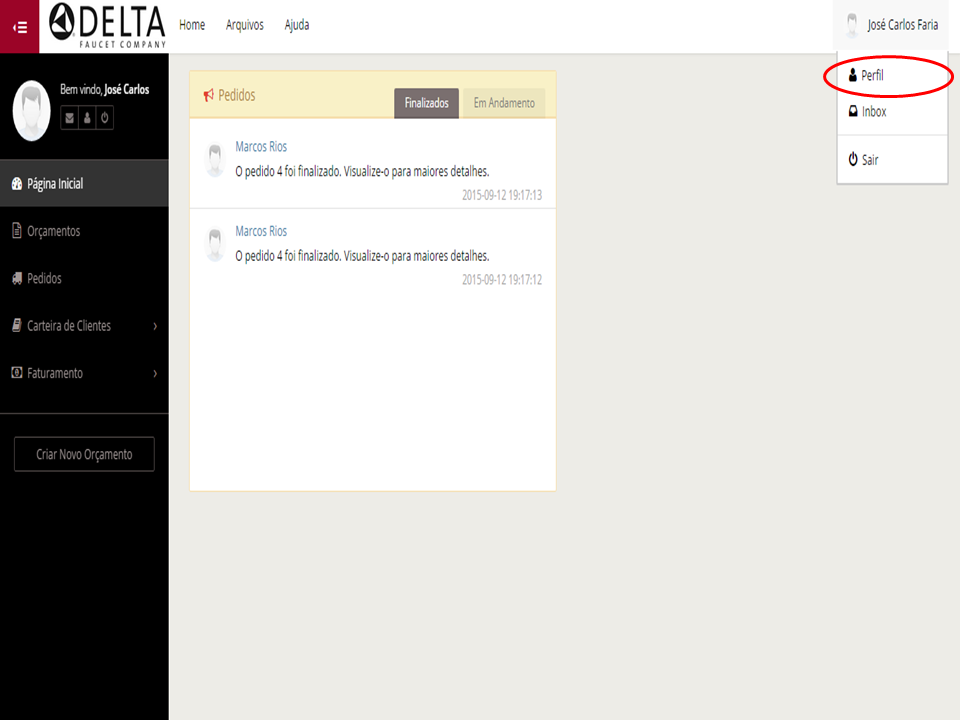 DELTA
FAUCET COMPANY
Home
Arquivos
Ajuda
José Carlos Faria
Perfil
Inbox
Sair
Bem vindo, José Carlos
Página Inicial
Orçamentos
Pedidos
Carteira de Clientes
Faturamento
Criar Novo Orçamento
Pedidos
Finalizados
Em Andamento
Marcos Rios
O pedido 4 foi finalizado. Visualize-o para maiores detalhes.
2015-09-12 19:17:13
Marcos Rios
O pedido 4 foi finalizado. Visualize-o para maiores detalhes.
2015-09-12 19:17:12